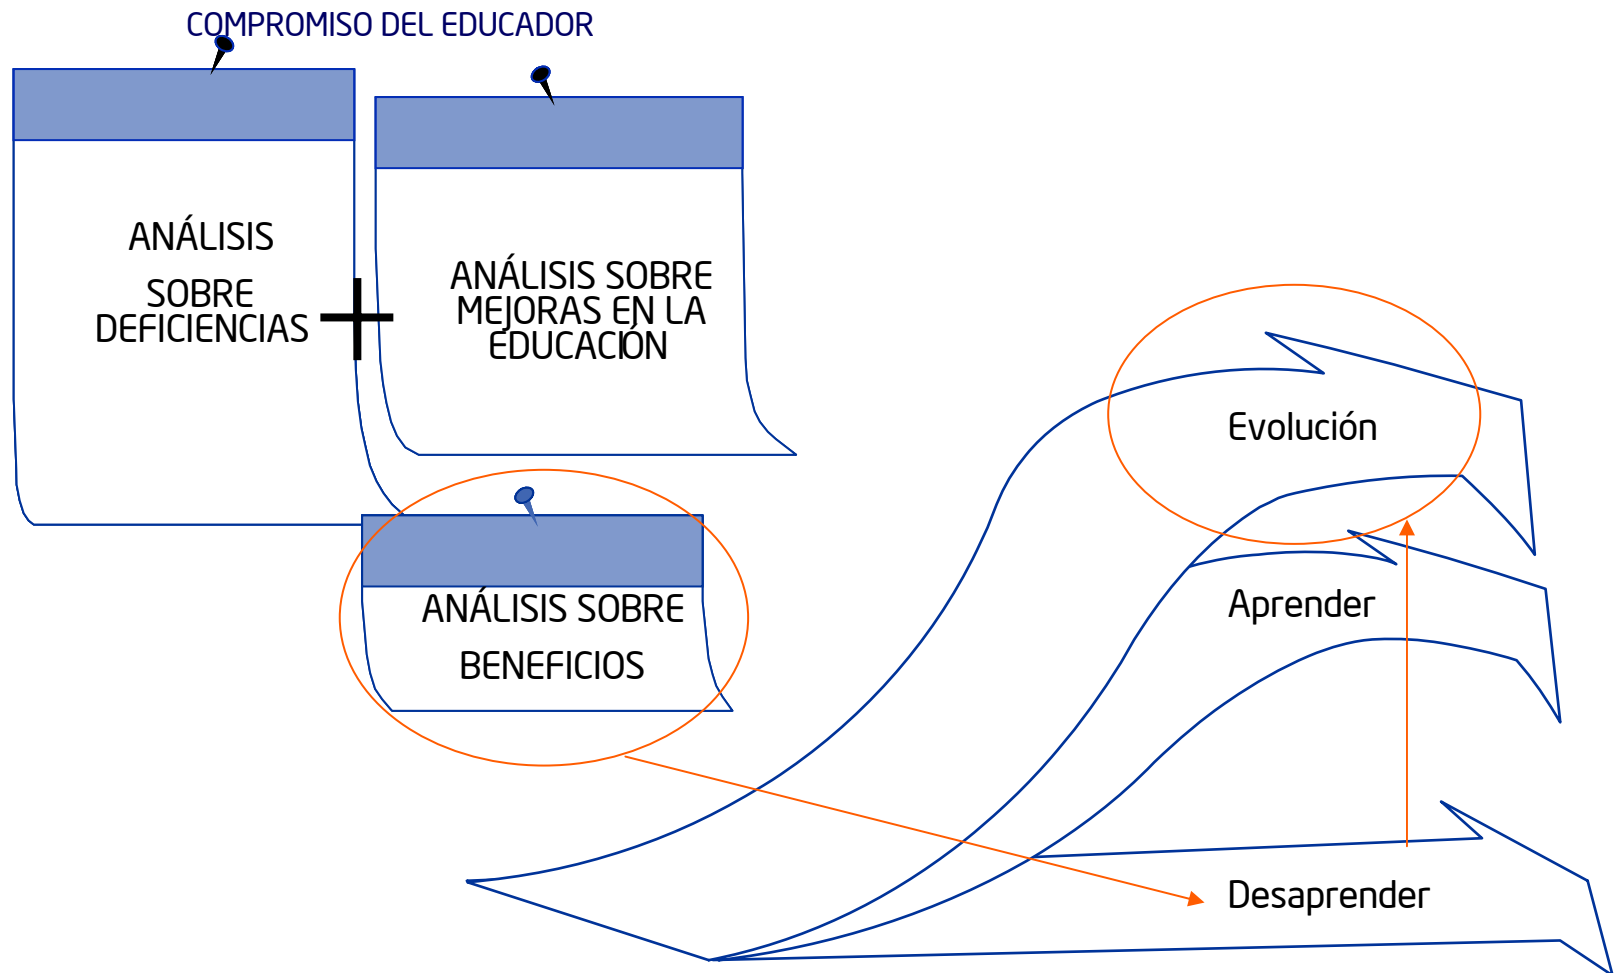 COMPROMISO DEL EDUCADOR
ANÁLISIS
SOBRE
DEFICIENCIAS
ANÁLISIS SOBRE
MEJORAS EN LA
EDUCACIÓN
ANÁLISIS SOBRE
BENEFICIOS
Evolución
Aprender
Desaprender